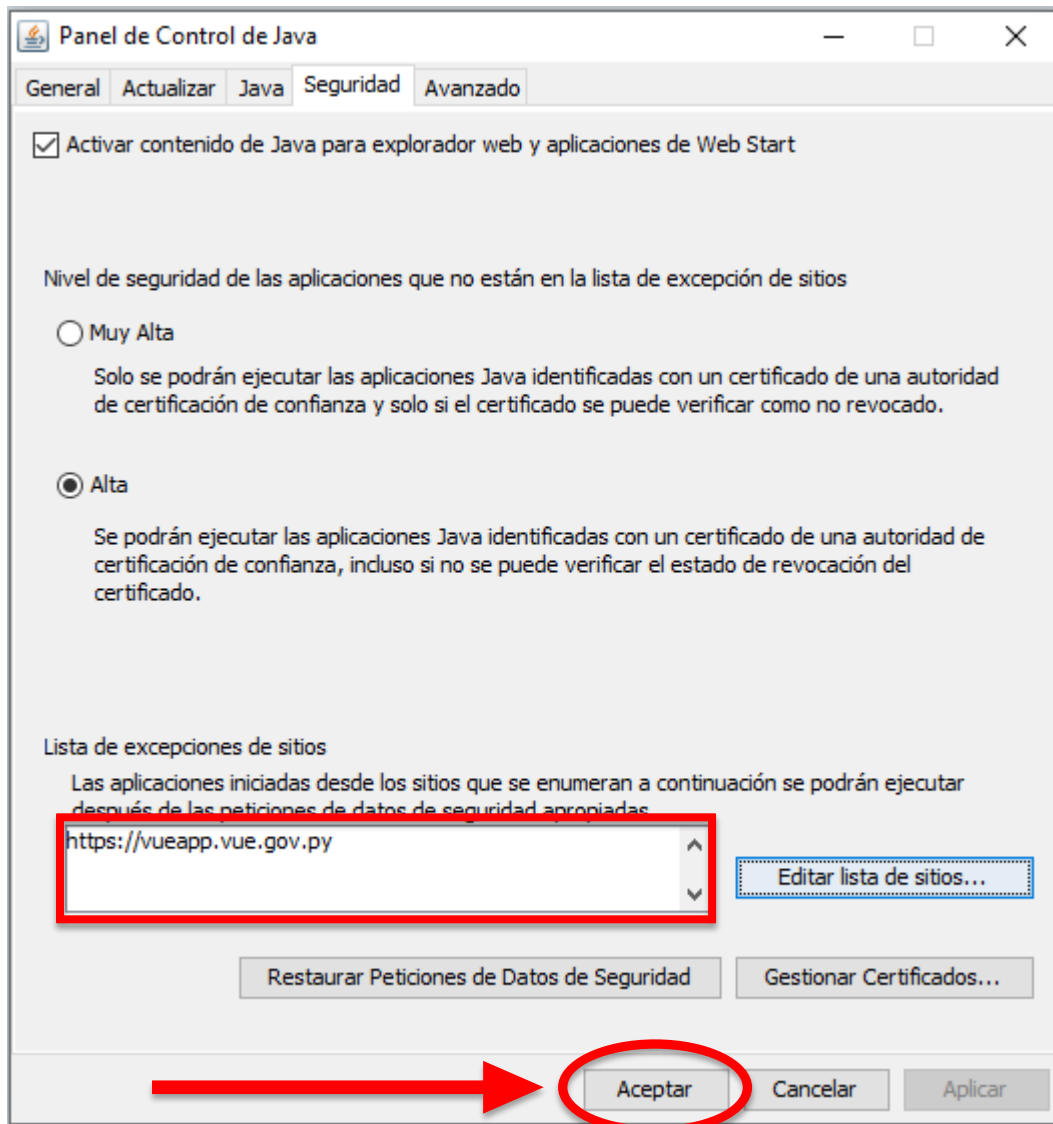 Panel de Control de Java
General Actualizar Java Seguridad Avanzado
Activar contenido de Java para explorador web y aplicaciones de Web Start
Nivel de seguridad de las aplicaciones que no están en la lista de excepción de sitios
Muy Alta
Solo se podrán ejecutar las aplicaciones Java identificadas con un certificado de una autoridad
de certificación de confianza y solo si el certificado se puede verificar como no revocado.
Alta
Se podrán ejecutar las aplicaciones Java identificadas con un certificado de una autoridad de
certificación de confianza, incluso si no se puede verificar el estado de revocación del
certificado.
Lista de excepciones de sitios
Las aplicaciones iniciadas desde los sitios que se enumeran a continuación se podrán ejecutar
después de las peticiones de datos de seguridad apropiadas
https://vueapp.vue.gov.py
Editar lista de sitios...
Restaurar Peticiones de Datos de Seguridad Gestionar Certificados...
Aceptar Cancelar Aplicar